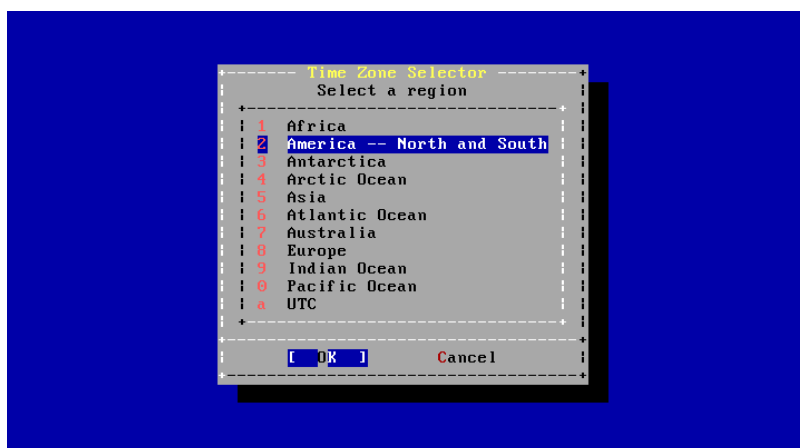 Time Zone Selector
Select a region
1 Africa
2 America -- North and South
3 Antarctica
4 Arctic Ocean
5 Asia
6 Atlantic Ocean
7 Australia
8 Europe
9 Indian Ocean
0 Pacific Ocean
a UTC
[ OK ] Cancel